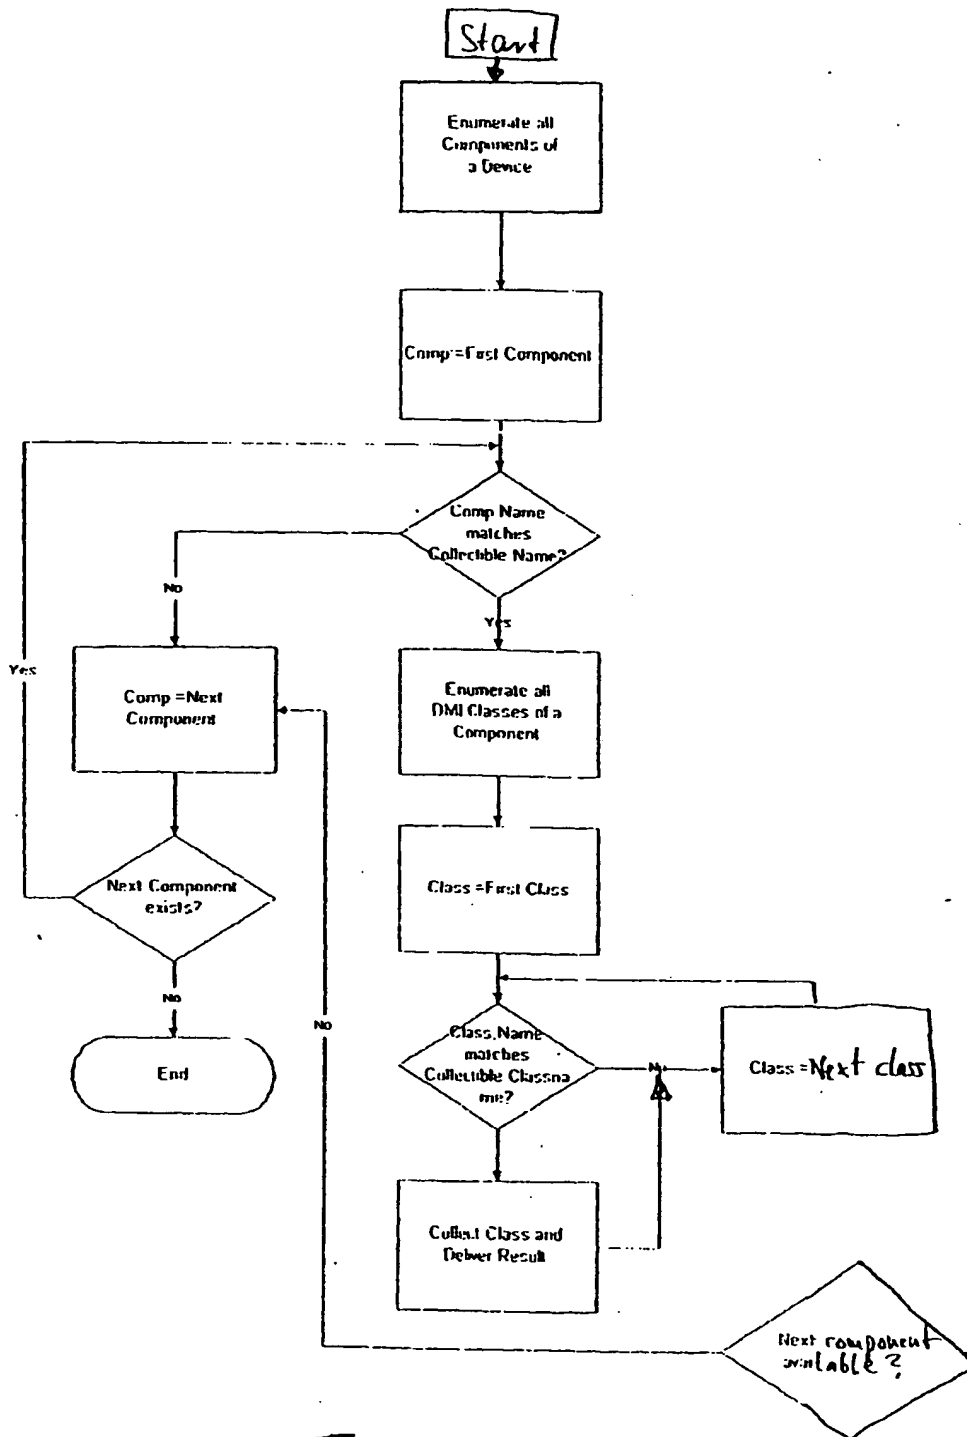 Start
Enumerate all
Components of
a Device
Comp =First Component
Comp Name
matches
Collectible Name?
No
Yes
Yes
Comp =Next
Component
Enumerate all
DMI Classes of a
Component
Next Component
exists?
Class =First Class
No
No
End
Class Name
matches
Collectible Classna
me?
No
Class =Next class
Collect Class and
Deliver Result
Next component
available?